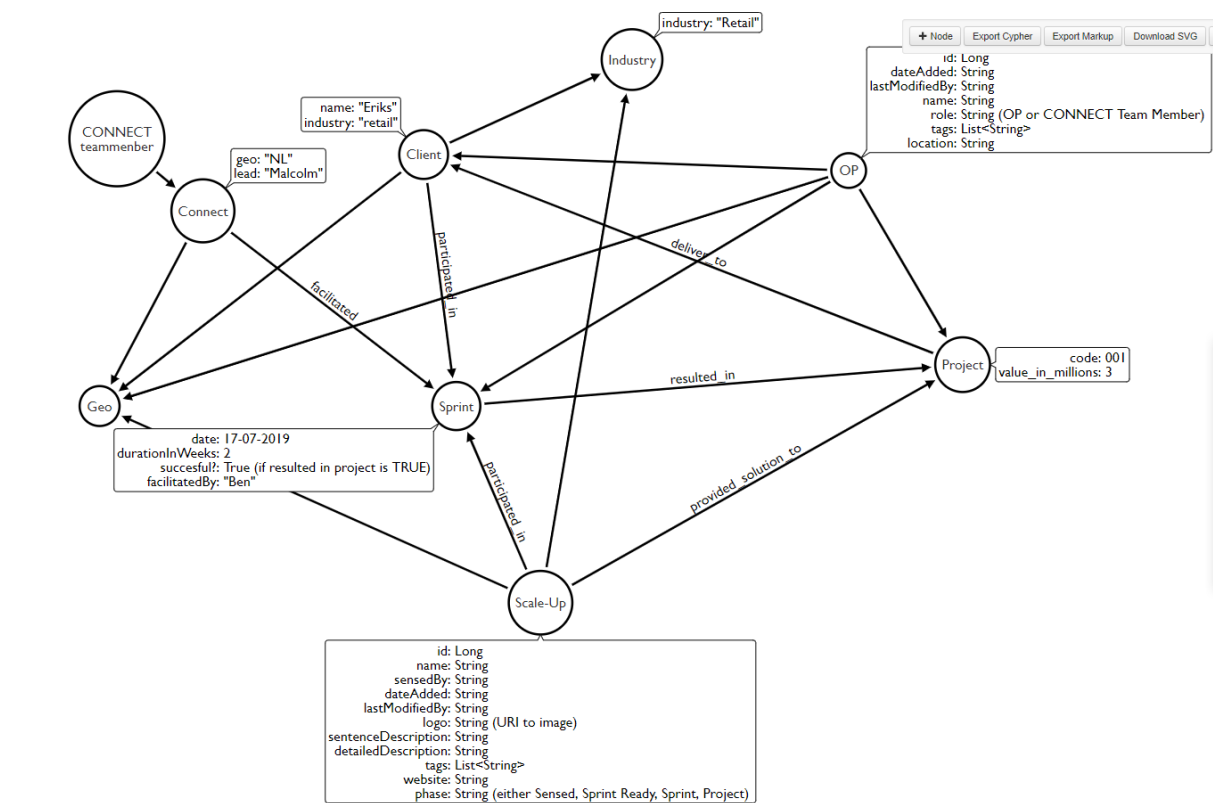 industry: "Retail"
+ Node
Export Cypher
Export Markup
Download SVG
Industry
id: Long
dateAdded: String
lastModifiedBy: String
name: String
role: String (OP or CONNECT Team Member)
tags: List<String>
location: String
name: "Eriks"
industry: "retail"
CONNECT
teammenber
Client
geo: "NL"
lead: "Malcolm"
OP
Connect
participated_in
deliver_to
facilitated
Project
code: 001
value_in_millions: 3
resulted_in
Geo
Sprint
date: 17-07-2019
durationInWeeks: 2
succesful?: True (if resulted in project is TRUE)
facilitatedBy: "Ben"
participated_in
provided_solution_to
Scale-Up
id: Long
name: String
sensedBy: String
dateAdded: String
lastModifiedBy: String
logo: String (URI to image)
sentenceDescription: String
detailedDescription: String
tags: List<String>
website: String
phase: String (either Sensed, Sprint Ready, Sprint, Project)